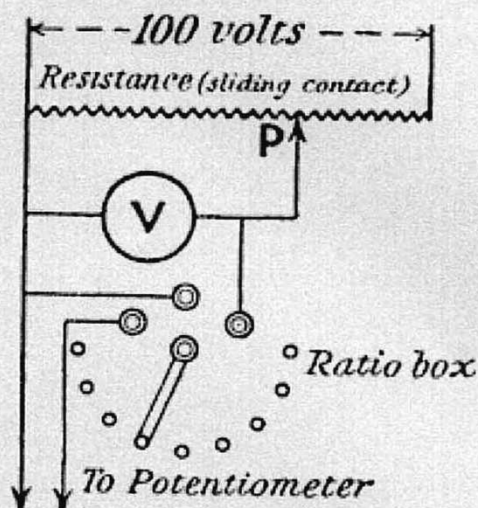 100 volts
Resistance (sliding contact)
P
V
Ratio box
To Potentiometer